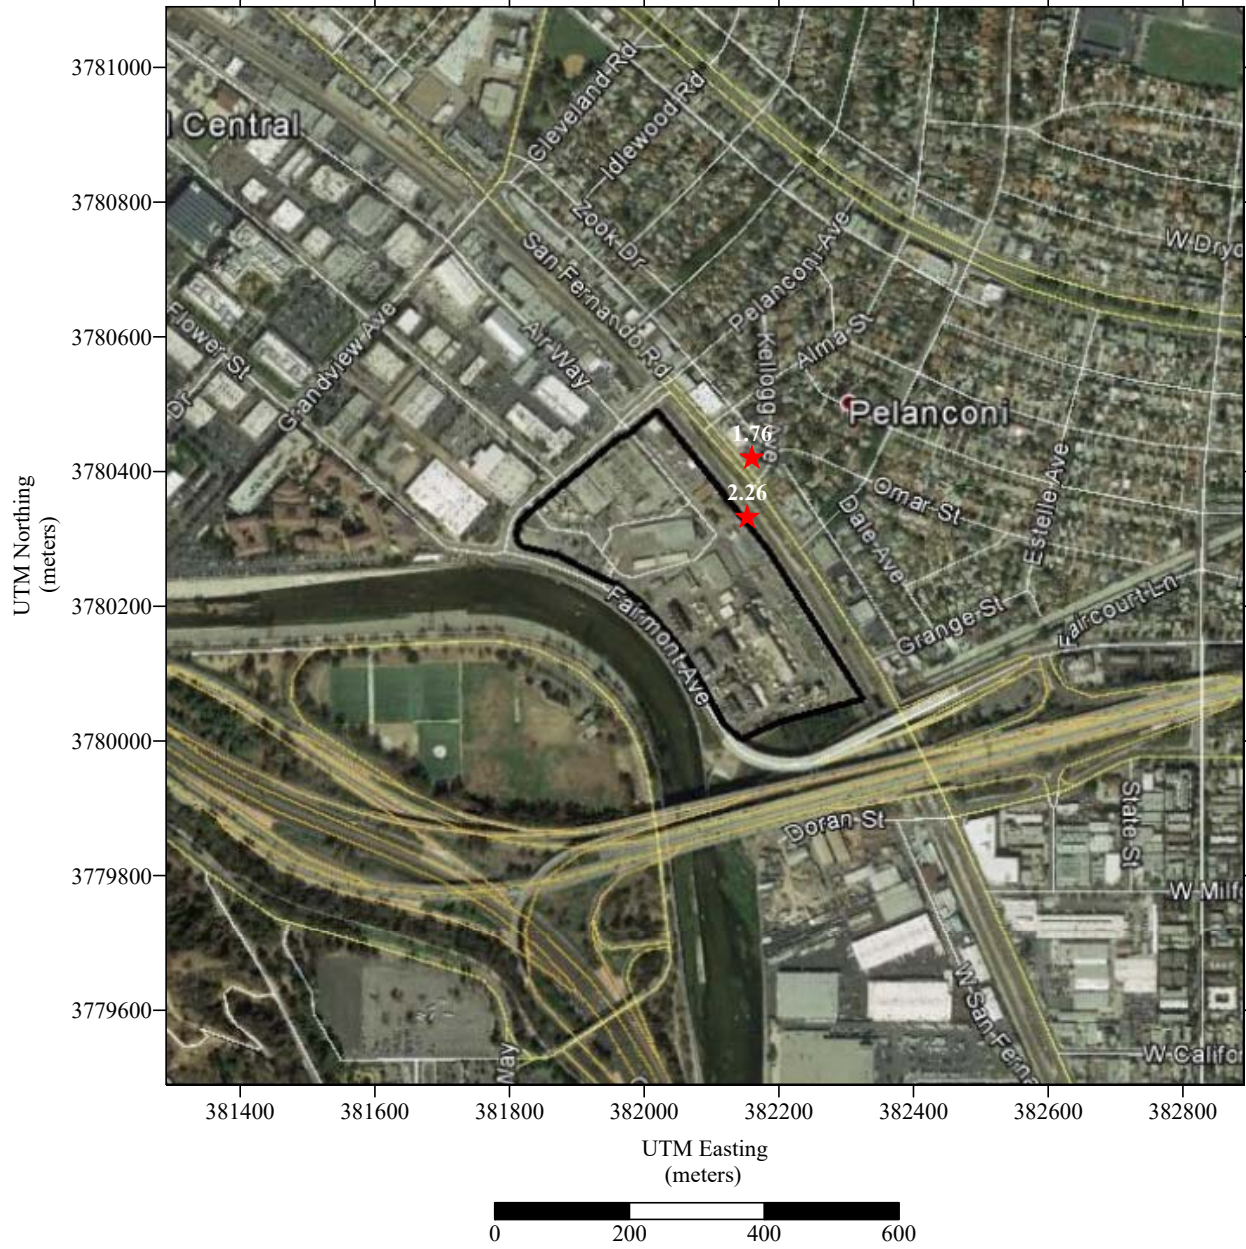 3781000
3780800
3780600
3780400
3780200
3780000
3779800
3779600
UTM Northing
(meters)
l Central
Cleveland Rd
Idlewood Rd
Zook Dr
San Fernando Rd
Pelanconi Ave
W Dryd
Flower St
Grandview Ave
Air Way
Kellogg Ave
Alma St
Dr
Pelanconi
1.76
2.26
Omar St
Estelle Ave
Dale Ave
Fairmont Ave
Grange St
Faircourt Ln
Doran St
State St
W Milf
W San Ferna
W Califo
Way
381400
381600
381800
382000
382200
382400
382600
382800
UTM Easting
(meters)
0
200
400
600